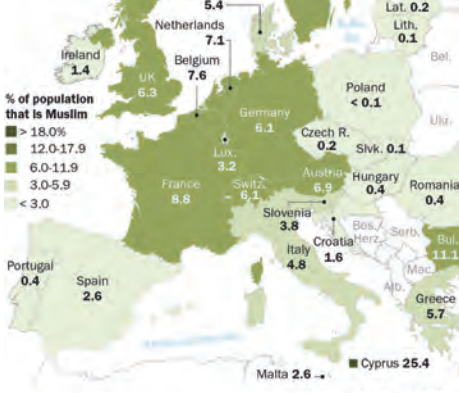 5.4
Lat. 0.2
Lith.
0.1
Netherlands
7.1
Ireland
1.4
UK
6.3
Belgium
7.6
Bel.
Poland
< 0.1
% of population
that is Muslim
> 18.0%
12.0-17.9
6.0-11.9
3.0-5.9
< 3.0
Germany
6.1
Ukr.
Czech R.
0.2
Slvk. 0.1
Lux.
3.2
France
8.8
Switz.
6.1
Austria
6.9
Hungary
0.4
Romania
0.4
Slovenia
3.8
Croatia
1.6
Bos./
Herz.
Serb.
Bul.
11.1
Italy
4.8
Portugal
0.4
Spain
2.6
Mac.
Alb.
Greece
5.7
Cyprus 25.4
Malta 2.6